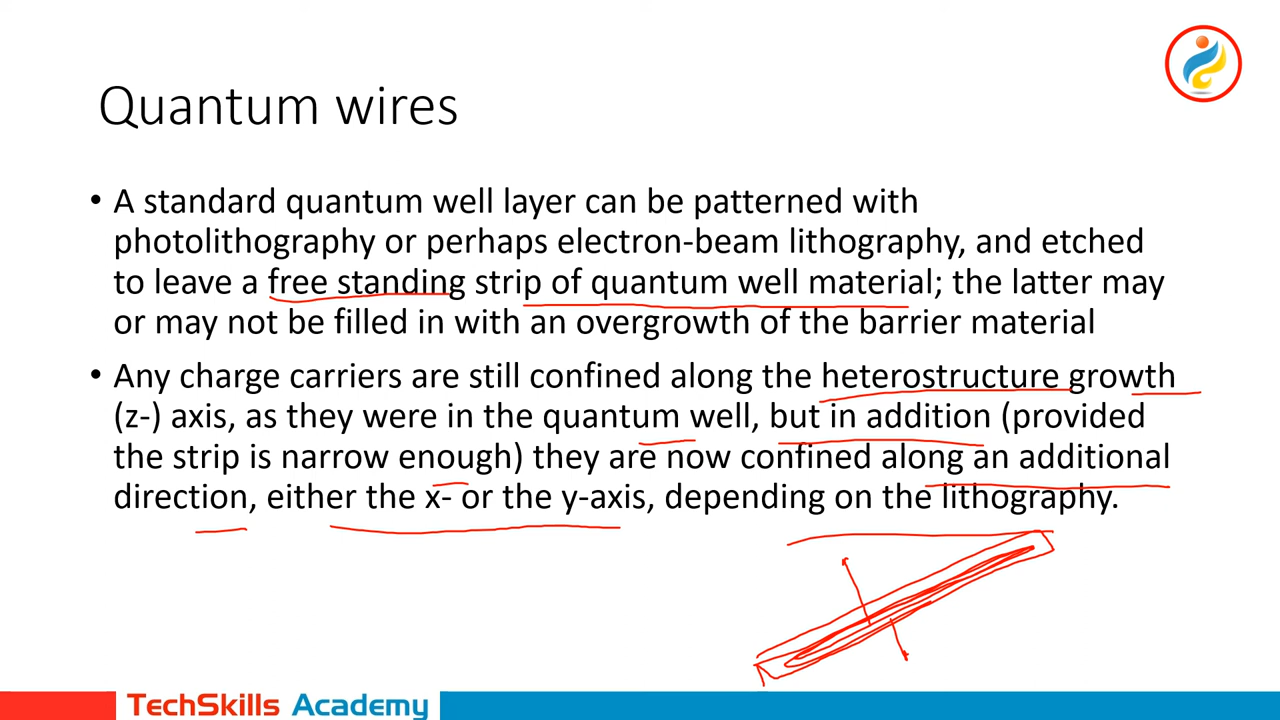 Quantum wires
• A standard quantum well layer can be patterned with
photolithography or perhaps electron-beam lithography, and etched
to leave a free standing strip of quantum well material; the latter may
or may not be filled in with an overgrowth of the barrier material
• Any charge carriers are still confined along the heterostructure growth
(z-) axis, as they were in the quantum well, but in addition (provided
the strip is narrow enough) they are now confined along an additional
direction, either the x- or the y-axis, depending on the lithography.
TechSkills Academy